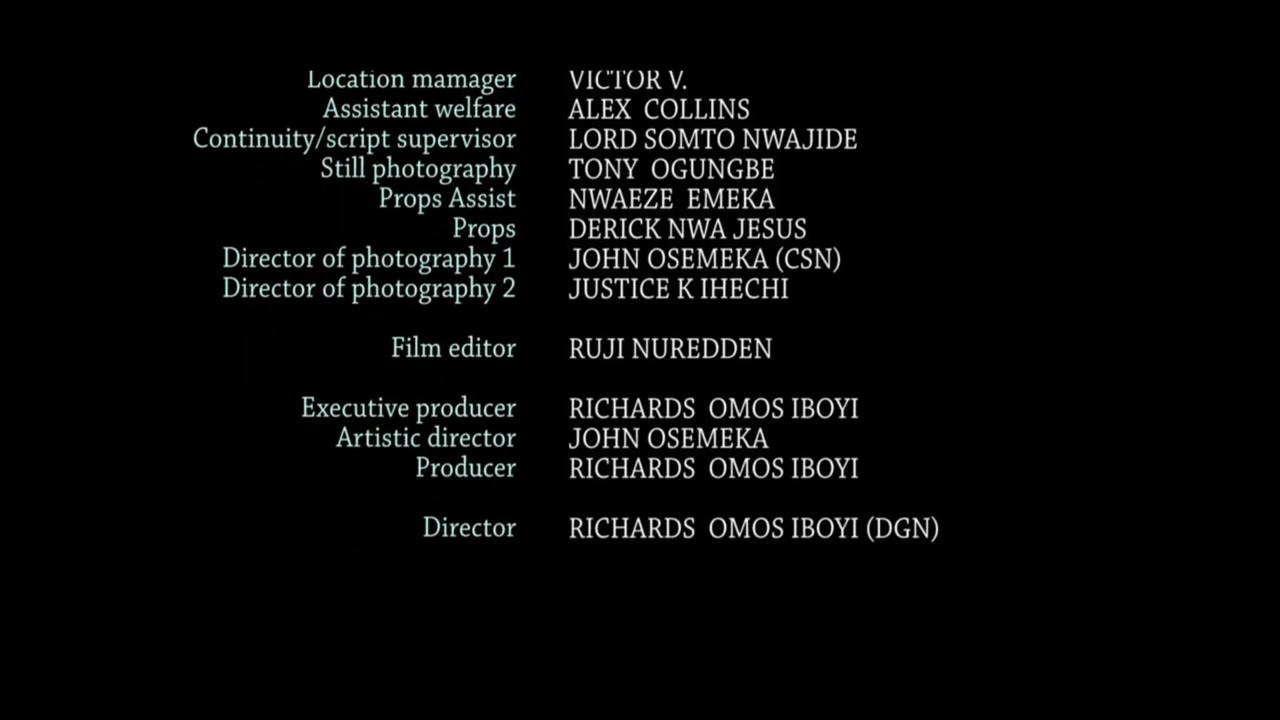 Location mamager VICTOR V.
Assistant welfare ALEX COLLINS
Continuity/script supervisor LORD SOMTO NWAJIDE
Still photography TONY OGUNGBE
Props Assist NWAEZE EMEKA
Props DERICK NWA JESUS
Director of photography 1 JOHN OSEMEKA (CSN)
Director of photography 2 JUSTICE K IHECHI
Film editor RUJI NUREDDEN
Executive producer RICHARDS OMOS IBOYI
Artistic director JOHN OSEMEKA
Producer RICHARDS OMOS IBOYI
Director RICHARDS OMOS IBOYI (DGN)